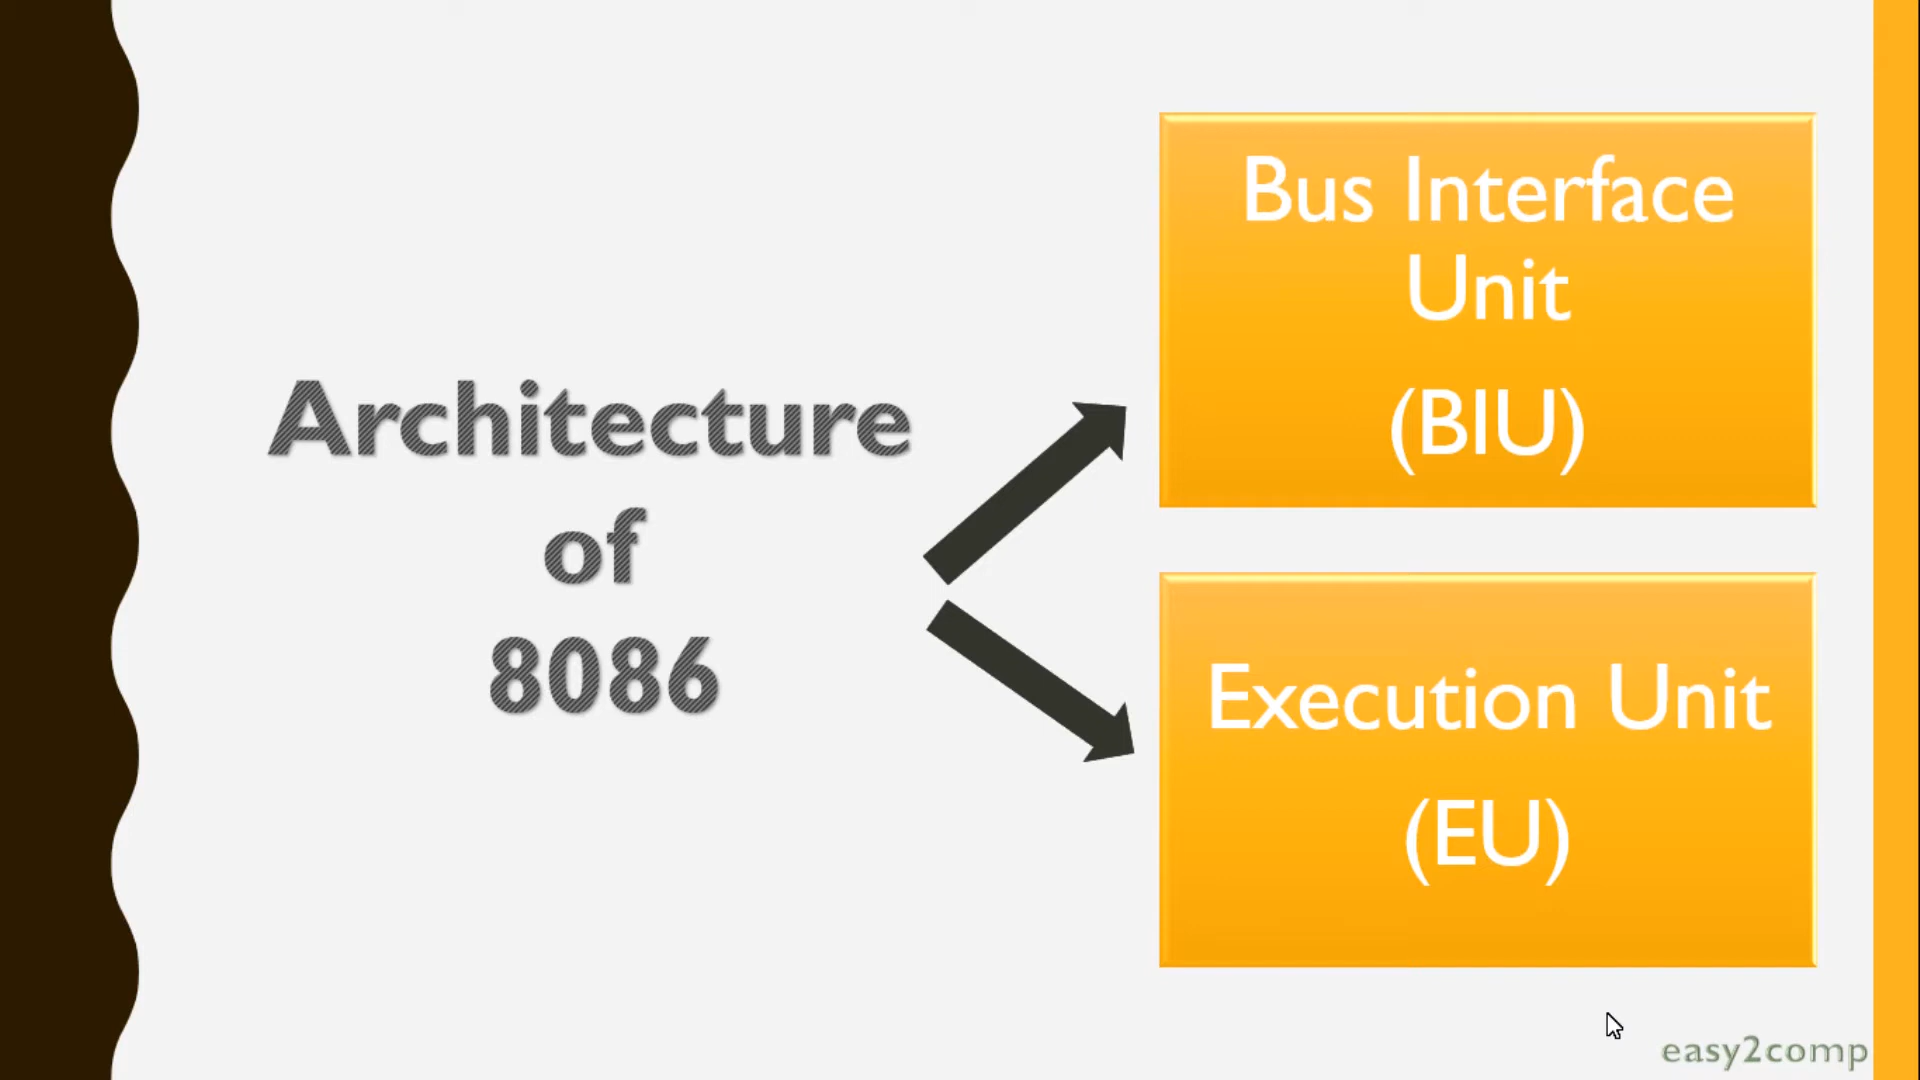 Architecture
of
8086
Bus Interface
Unit
(BIU)
Execution Unit
(EU)
easy2comp